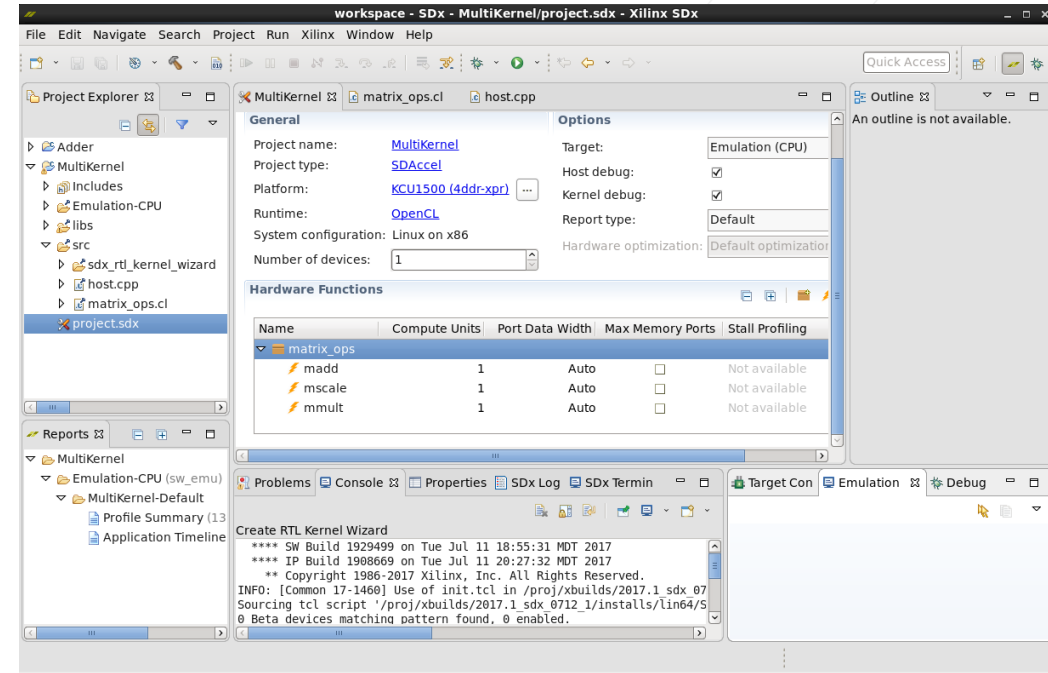 workspace - SDx - MultiKernel/project.sdx - Xilinx SDx
File Edit Navigate Search Project Run Xilinx Window Help
Quick Access
Project Explorer
Adder
MultiKernel
Includes
Emulation-CPU
libs
src
sdx_rtl_kernel_wizard
host.cpp
matrix_ops.cl
project.sdx
Reports
MultiKernel
Emulation-CPU (sw_emu)
MultiKernel-Default
Profile Summary (13
Application Timeline
MultiKernel matrix_ops.cl host.cpp
General
Project name: MultiKernel
Project type: SDAccel
Platform: KCU1500 (4ddr-xpr) ...
Runtime: OpenCL
System configuration: Linux on x86
Number of devices: 1
Options
Target: Emulation (CPU)
Host debug:
Kernel debug:
Report type: Default
Hardware optimization: Default optimization
Hardware Functions
Name Compute Units Port Data Width Max Memory Ports Stall Profiling
matrix_ops
madd 1 Auto Not available
mscale 1 Auto Not available
mmult 1 Auto Not available
Outline
An outline is not available.
Problems Console Properties SDx Log SDx Termin
Create RTL Kernel Wizard
**** SW Build 1929499 on Tue Jul 11 18:55:31 MDT 2017
**** IP Build 1908669 on Tue Jul 11 20:27:32 MDT 2017
** Copyright 1986-2017 Xilinx, Inc. All Rights Reserved.
INFO: [Common 17-1460] Use of init.tcl in /proj/xbuilds/2017.1_sdx_07
Sourcing tcl script '/proj/xbuilds/2017.1_sdx_0712_1/installs/lin64/S
0 Beta devices matching pattern found, 0 enabled.
Target Con Emulation Debug